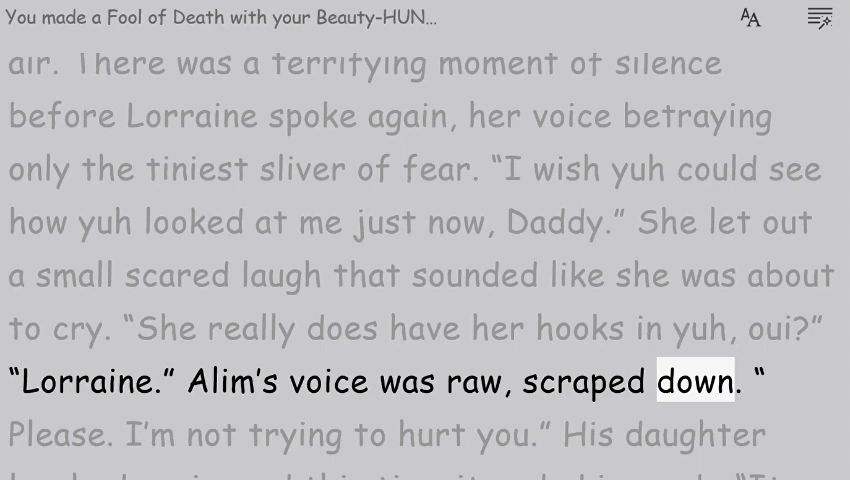 You made a Fool of Death with your Beauty-HUN...
air. There was a terrifying moment of silence
before Lorraine spoke again, her voice betraying
only the tiniest sliver of fear. “I wish yuh could see
how yuh looked at me just now, Daddy.” She let out
a small scared laugh that sounded like she was about
to cry. “She really does have her hooks in yuh, oui?”
“Lorraine.” Alim’s voice was raw, scraped down. “
Please. I’m not trying to hurt you.” His daughter